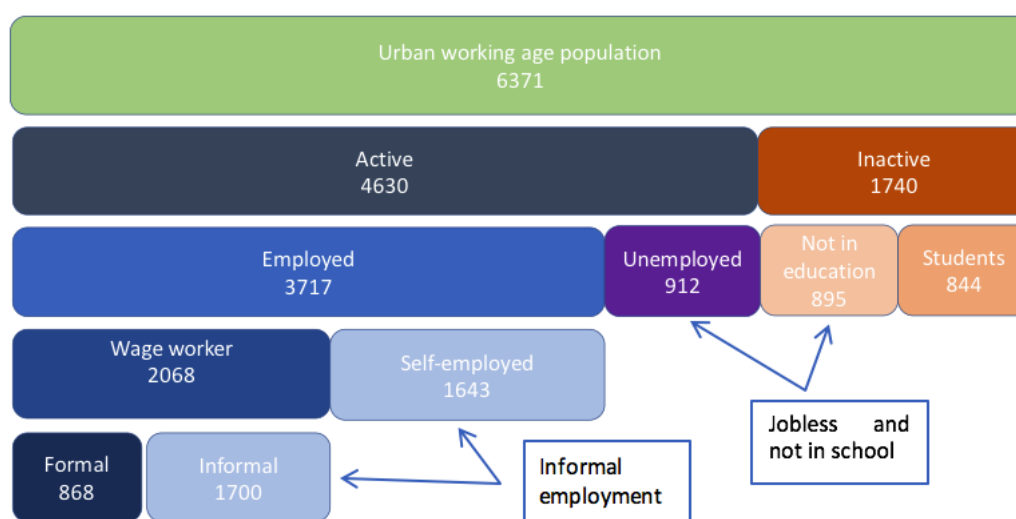 Urban working age population
6371
Active
4630
Inactive
1740
Employed
3717
Unemployed
912
Not in
education
895
Students
844
Wage worker
2068
Self-employed
1643
Jobless and
not in school
Formal
868
Informal
1700
Informal
employment